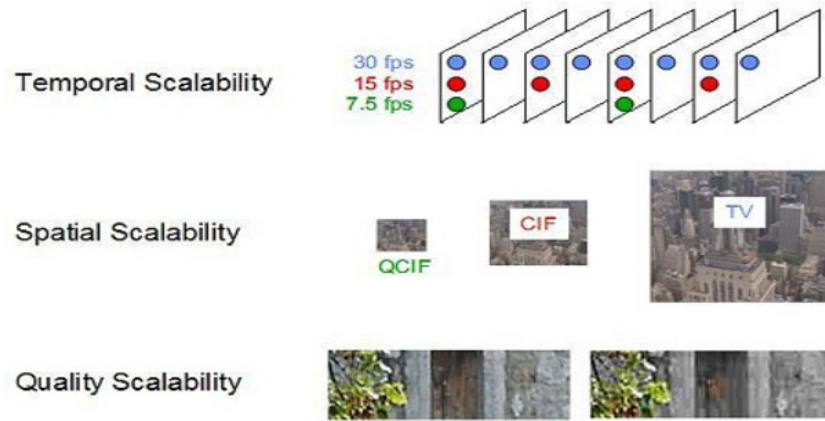 30 fps
Temporal Scalability
15 fps
7.5 fps
Spatial Scalability
QCIF
CIF
TV
Quality Scalability